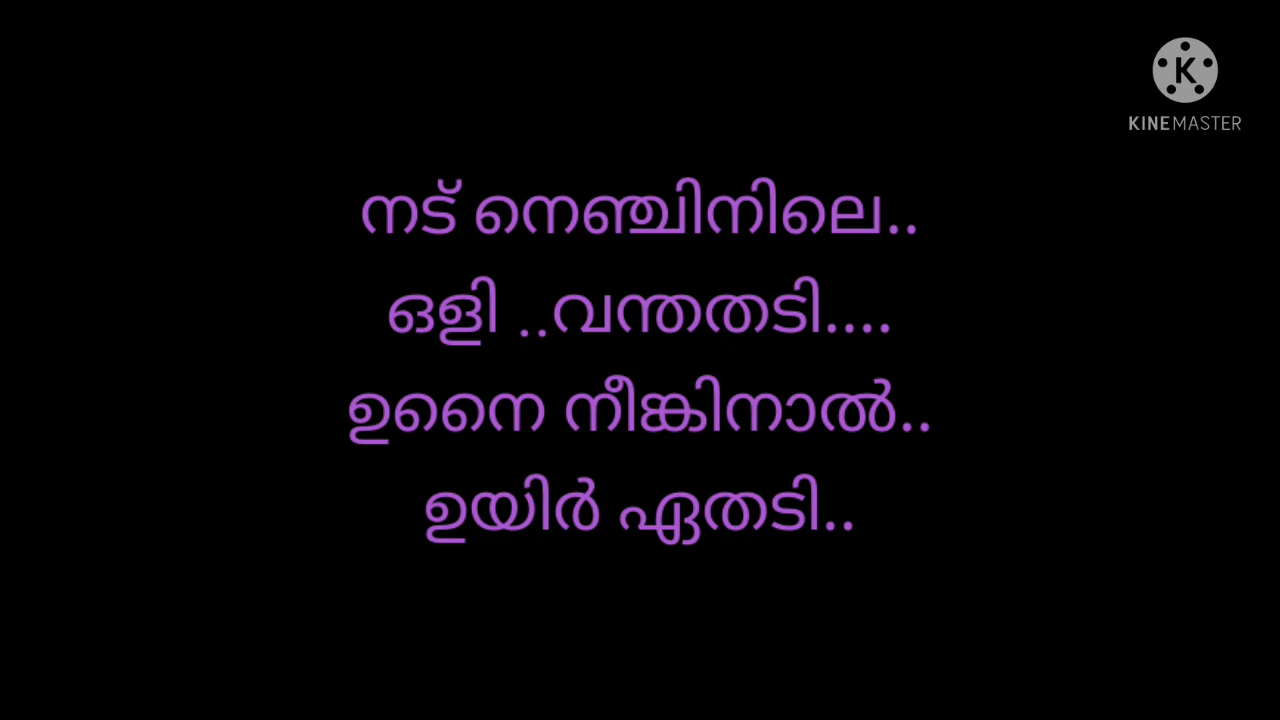 KINEMASTER
നട് നെഞ്ചിനിലെ..
ഒളി ..വന്തതടി....
ഉനൈ നീങ്കിനാൽ..
ഉയിർ ഏതടി..